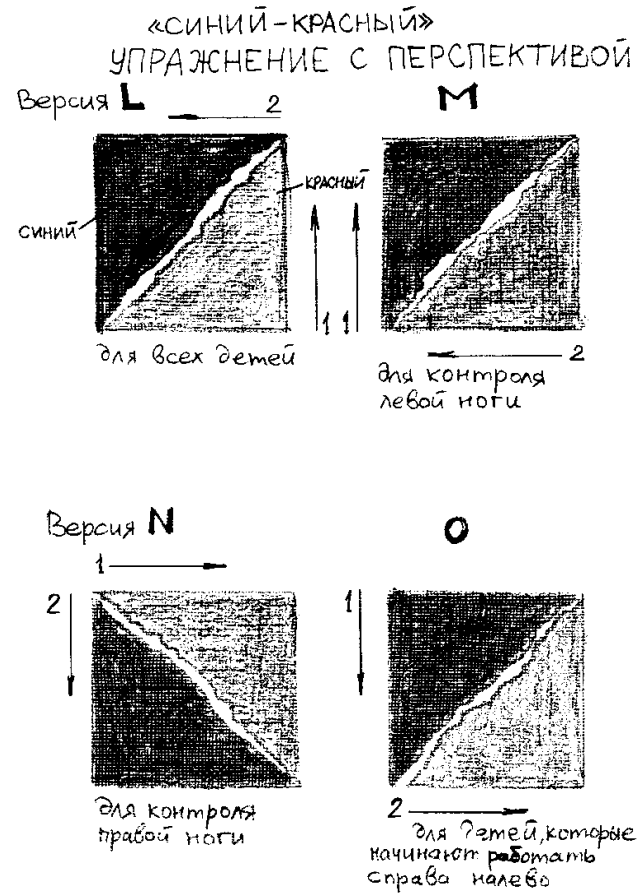 «СИНИЙ-КРАСНЫЙ»
УПРАЖНЕНИЕ С ПЕРСПЕКТИВОЙ
Версия L
2
M
КРАСНЫЙ
СИНИЙ
1 1
для всех детей
2
для контроля
левой ноги
Версия N
O
1
2
1
для контроля
правой ноги
2
для детей, которые
начинают работать
справа налево